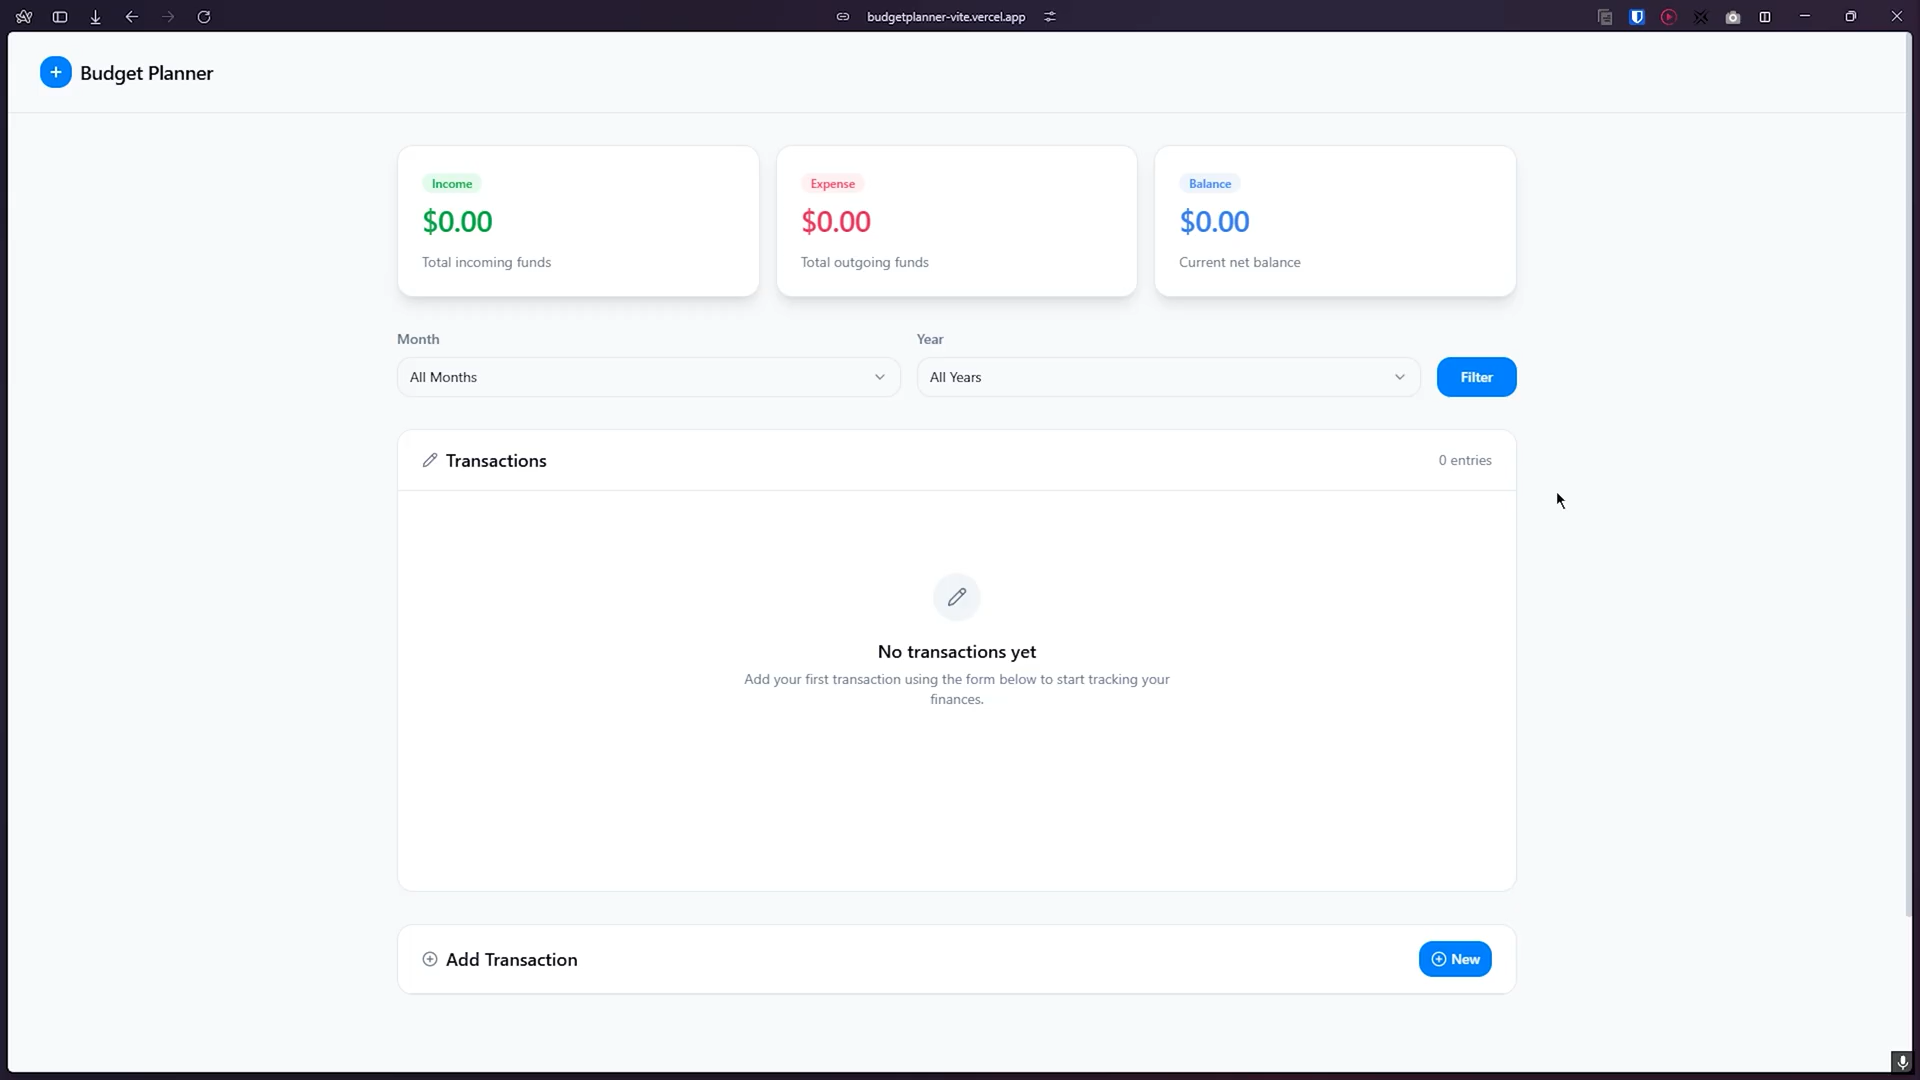 budgetplanner-vite.vercel.app
Budget Planner
Income
$0.00
Total incoming funds
Expense
$0.00
Total outgoing funds
Balance
$0.00
Current net balance
Month
All Months
Year
All Years
Filter
Transactions
0 entries
No transactions yet
Add your first transaction using the form below to start tracking your
finances.
Add Transaction
New